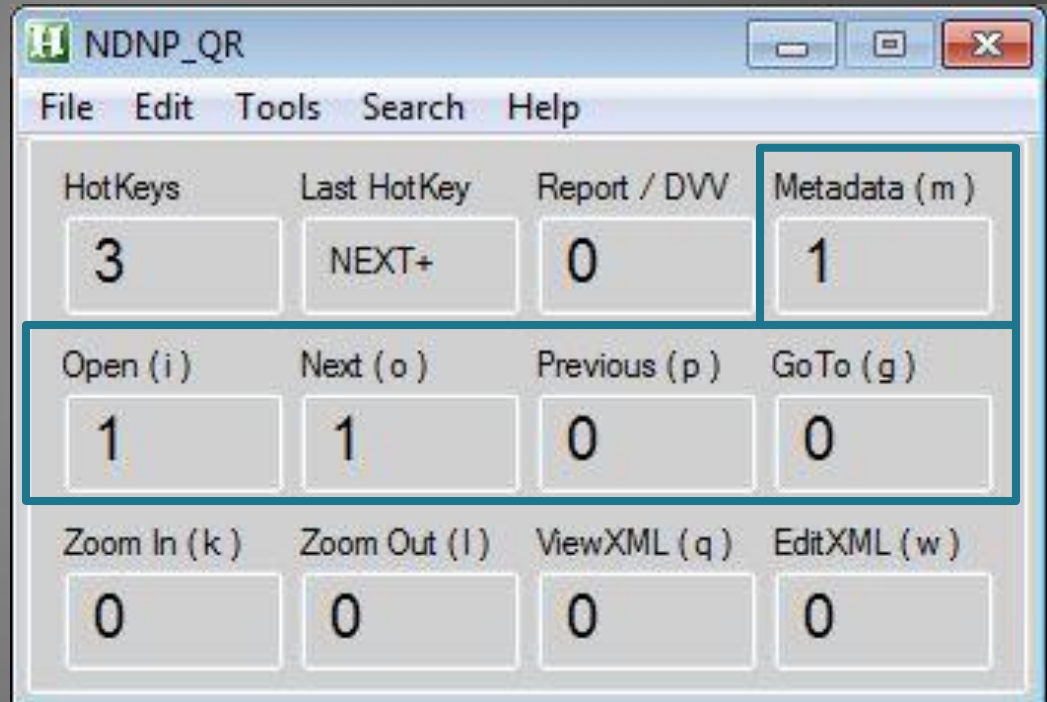 H NDNP_QR
File Edit Tools Search Help
HotKeys Last HotKey Report / DVV Metadata ( m )
3 NEXT+ 0 1
Open ( i ) Next ( o ) Previous ( p ) GoTo ( g )
1 1 0 0
Zoom In ( k ) Zoom Out ( l ) ViewXML ( q ) EditXML ( w )
0 0 0 0